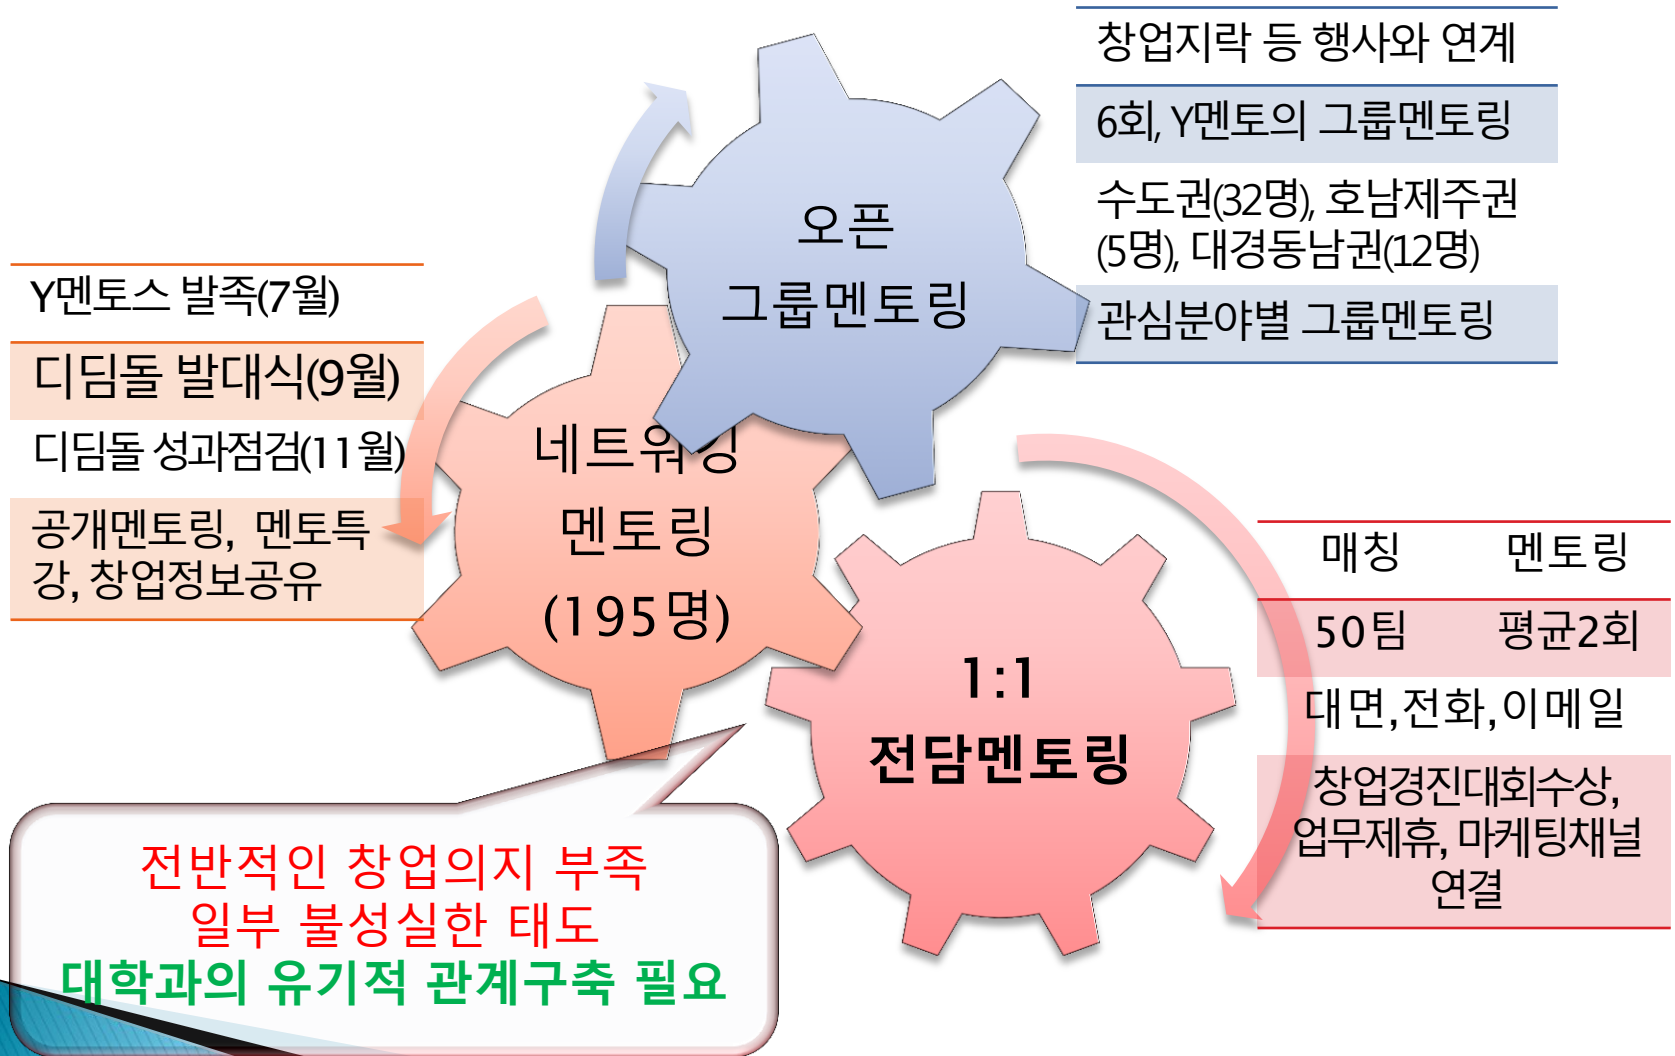 창업지락 등 행사와 연계
6회, Y멘토의 그룹멘토링
수도권(32명), 호남제주권
(5명), 대경동남권(12명)
관심분야별 그룹멘토링
오픈
그룹멘토링
Y멘토스 발족(7월)
디딤돌 발대식(9월)
디딤돌 성과점검(11월)
공개멘토링, 멘토특
강, 창업정보공유
네트워킹
멘토링
(195명)
1:1
전담멘토링
매칭 멘토링
50팀 평균2회
대면,전화,이메일
창업경진대회수상,
업무제휴, 마케팅채널
연결
전반적인 창업의지 부족
일부 불성실한 태도
대학과의 유기적 관계구축 필요